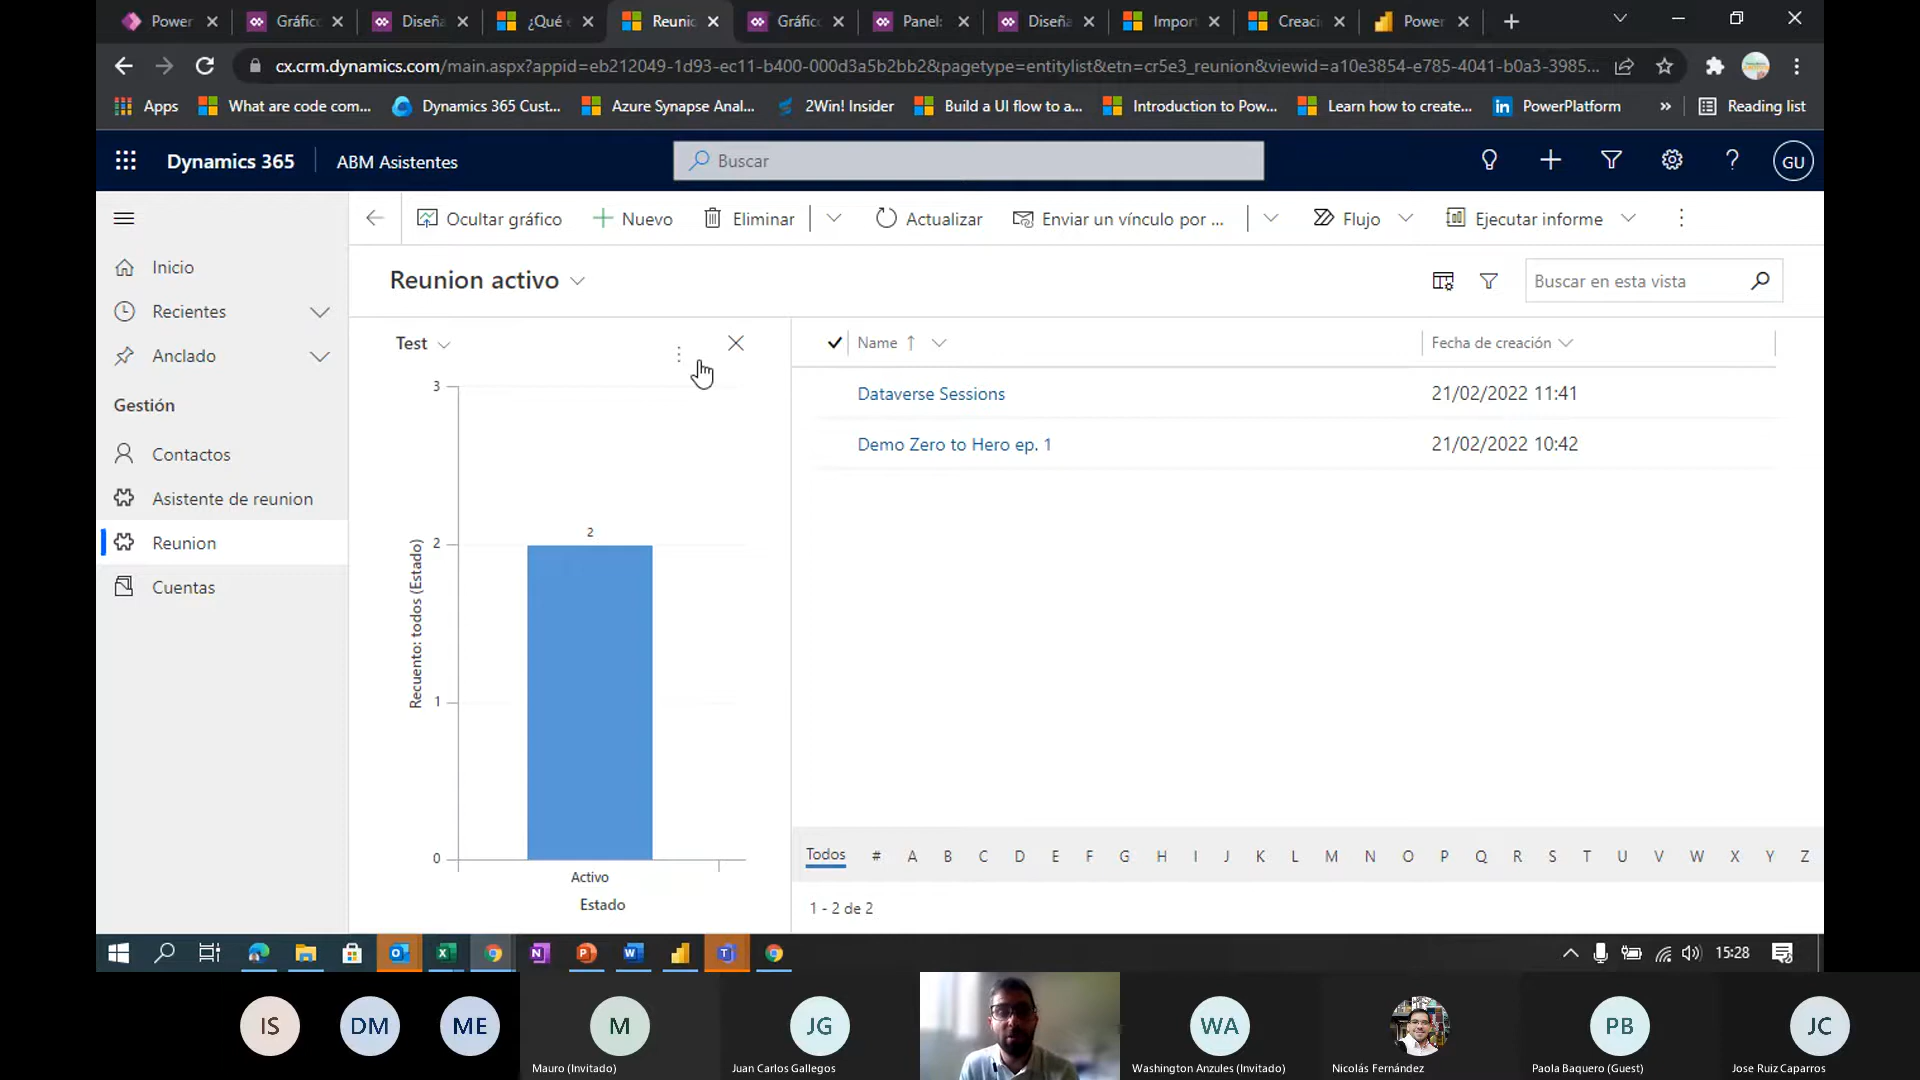 Power
Gráfico
Diseña
¿Qué e
Reunio
Gráfico
Panel:
Diseña
Import
Creaci
Power
cx.crm.dynamics.com/main.aspx?appid=eb212049-1d93-ec11-b400-000d3a5b2bb2&pagetype=entitylist&etn=cr5e3_reunion&viewid=a10e3854-e785-4041-b0a3-3985...
Apps
What are code com...
Dynamics 365 Cust...
Azure Synapse Anal...
2Win! Insider
Build a UI flow to a...
Introduction to Pow...
Learn how to create...
in PowerPlatform
»
Reading list
Dynamics 365
ABM Asistentes
Buscar
GU
Ocultar gráfico
Nuevo
Eliminar
Actualizar
Enviar un vínculo por ...
Flujo
Ejecutar informe
Inicio
Recientes
Anclado
Gestión
Contactos
Asistente de reunion
Reunion
Cuentas
Reunion activo
Buscar en esta vista
Test
3
2
2
1
0
Recuento: todos (Estado)
Activo
Estado
Name ↑
Fecha de creación
Dataverse Sessions
21/02/2022 11:41
Demo Zero to Hero ep. 1
21/02/2022 10:42
Todos # A B C D E F G H I J K L M N O P Q R S T U V W X Y Z
1 - 2 de 2
15:28
IS
DM
ME
M
Mauro (Invitado)
JG
Juan Carlos Gallegos
WA
Washington Anzules (Invitado)
Nicolás Fernández
PB
Paola Baquero (Guest)
JC
Jose Ruiz Caparros